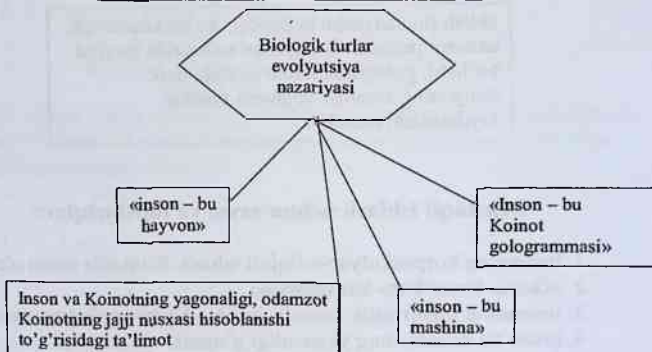 Biologik turlar
evolyutsiya
nazariyasi
«inson – bu
hayvon»
«Inson – bu
Koinot
gologrammasi»
Inson va Koinotning yagonaligi, odamzot
Koinotning jajji nusxasi hisoblanishi
to'g'risidagi ta'limot
«inson – bu
mashina»